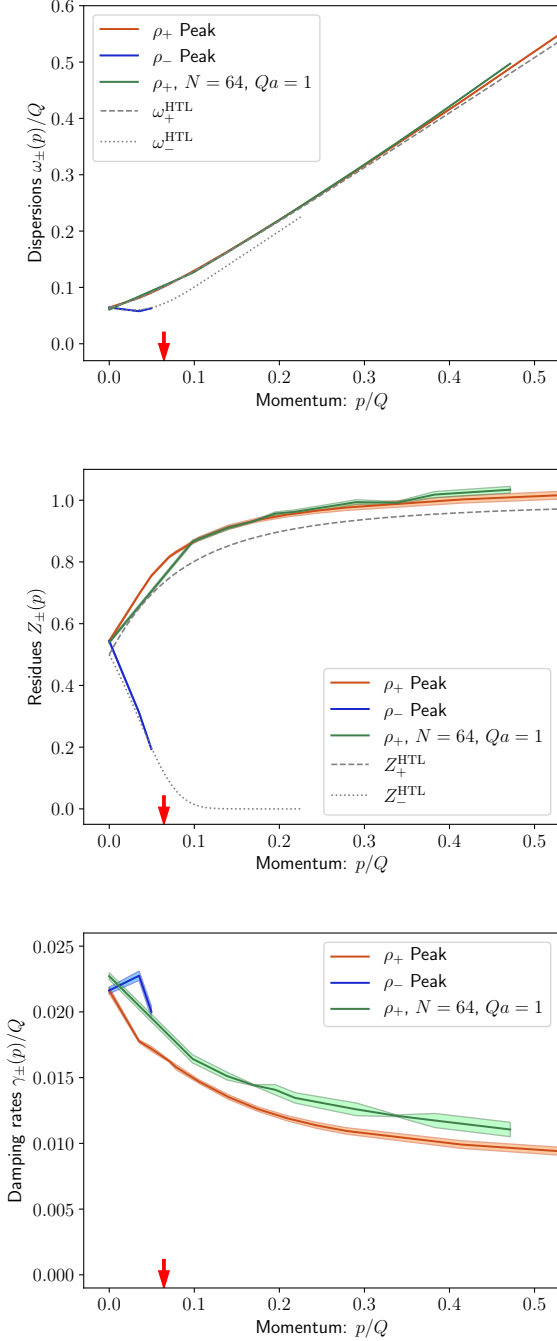 Dispersions ω±(p)/Q
0.6
0.5
0.4
0.3
0.2
0.1
0.0
ρ₊ Peak
ρ₋ Peak
ρ₊, N = 64, Qa = 1
ω₊^HTL
ω₋^HTL
0.0 0.1 0.2 0.3 0.4 0.5
Momentum: p/Q
Residues Z±(p)
1.0
0.8
0.6
0.4
0.2
0.0
ρ₊ Peak
ρ₋ Peak
ρ₊, N = 64, Qa = 1
Z₊^HTL
Z₋^HTL
0.0 0.1 0.2 0.3 0.4 0.5
Momentum: p/Q
Damping rates γ±(p)/Q
0.025
0.020
0.015
0.010
0.005
0.000
ρ₊ Peak
ρ₋ Peak
ρ₊, N = 64, Qa = 1
0.0 0.1 0.2 0.3 0.4 0.5
Momentum: p/Q